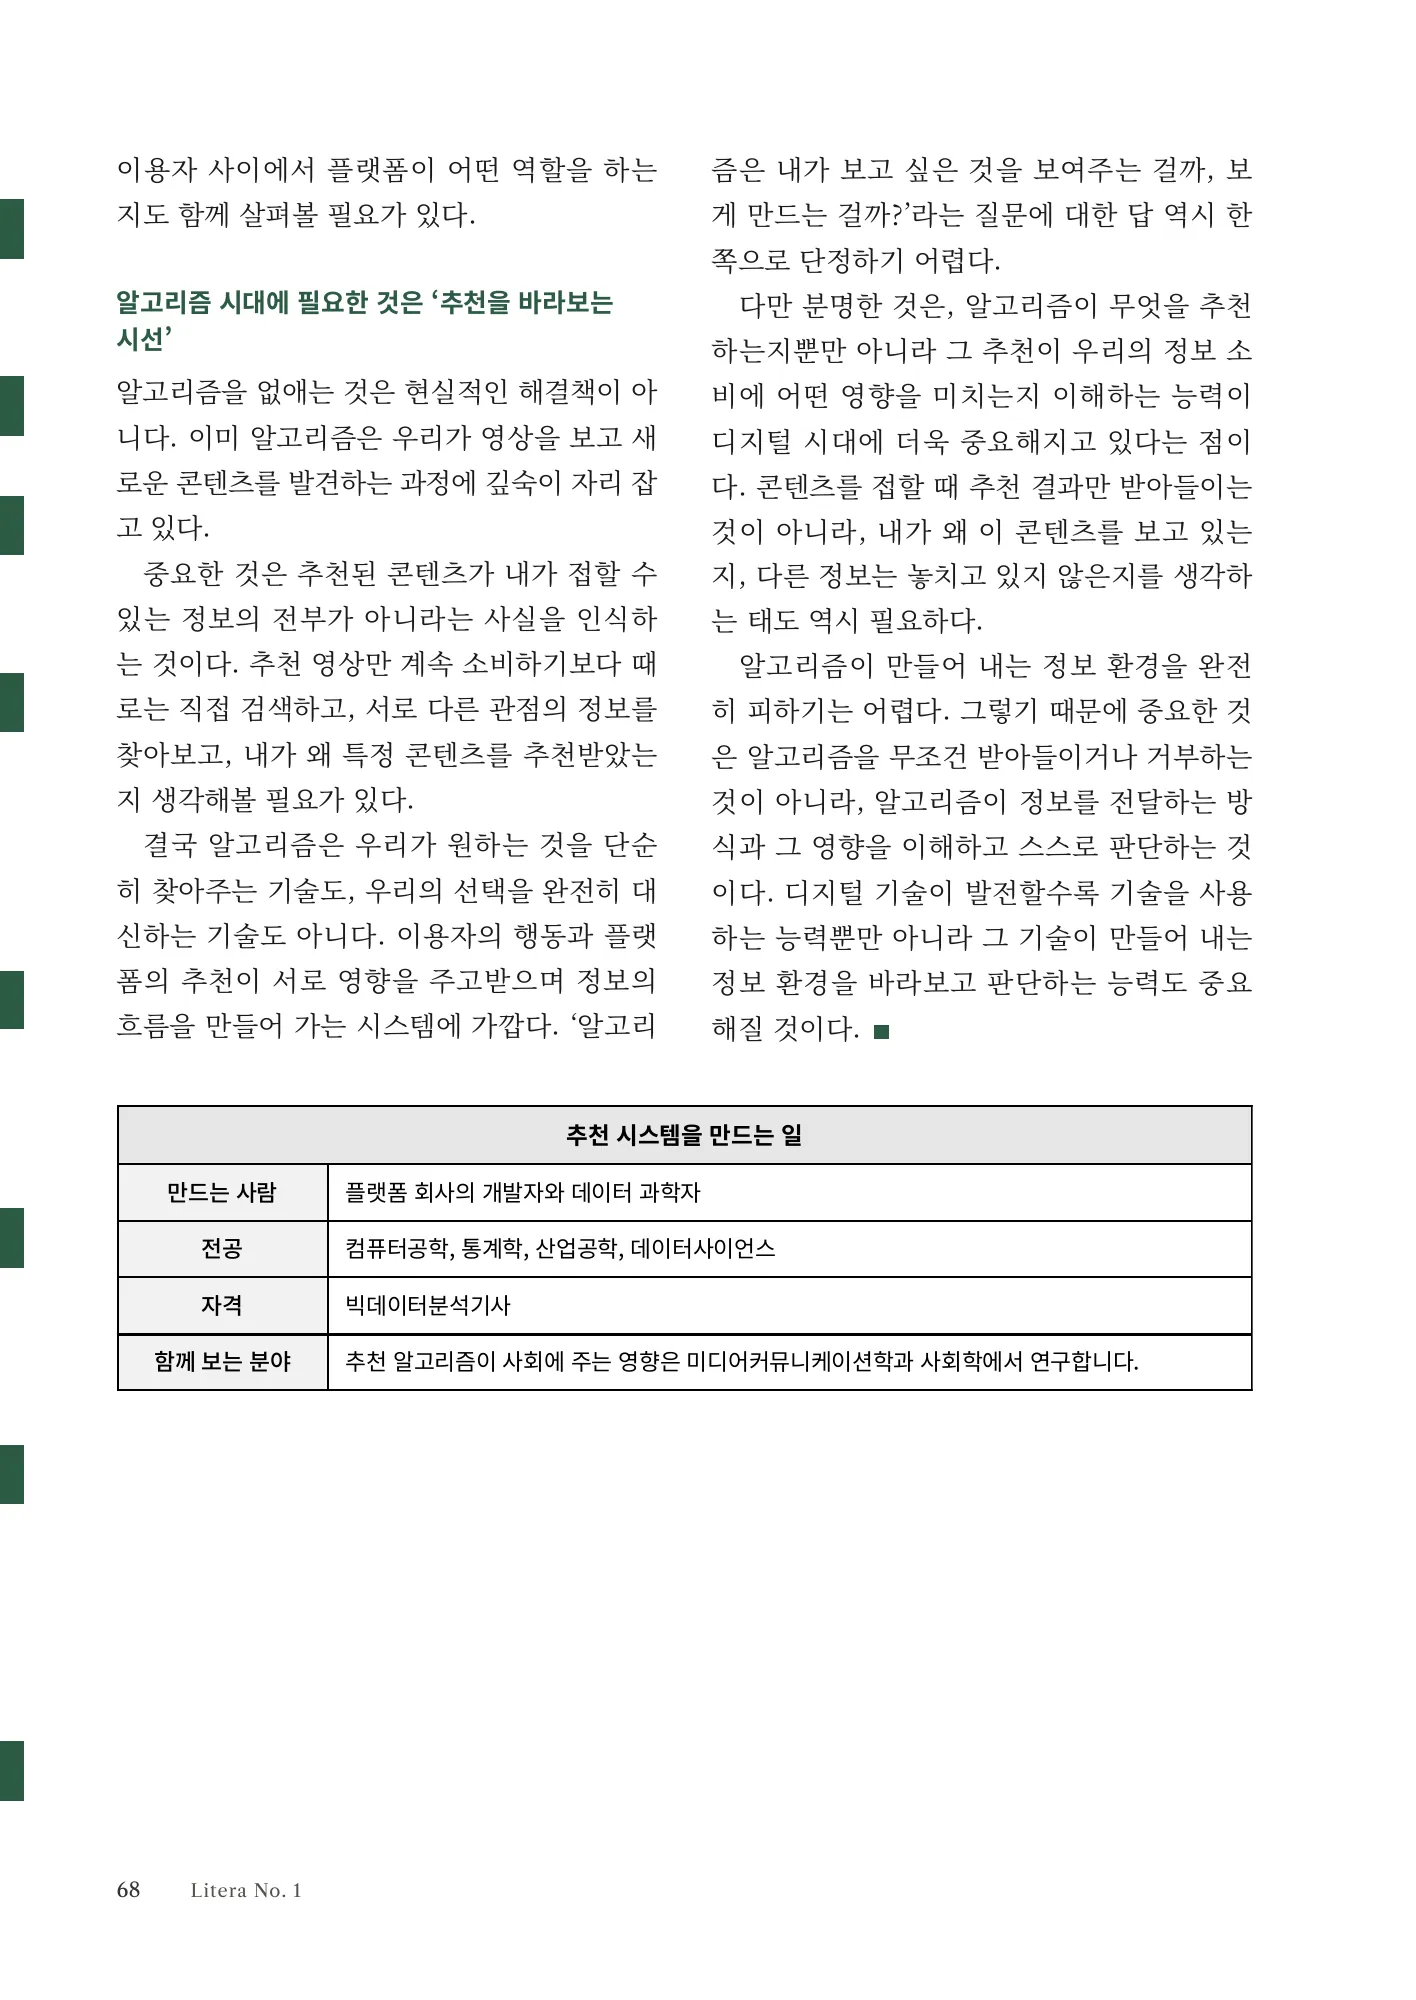 이용자 사이에서 플랫폼이 어떤 역할을 하는
지도 함께 살펴볼 필요가 있다.
알고리즘 시대에 필요한 것은 ‘추천을 바라보는
시선’
알고리즘을 없애는 것은 현실적인 해결책이 아
니다. 이미 알고리즘은 우리가 영상을 보고 새
로운 콘텐츠를 발견하는 과정에 깊숙이 자리 잡
고 있다.
중요한 것은 추천된 콘텐츠가 내가 접할 수
있는 정보의 전부가 아니라는 사실을 인식하
는 것이다. 추천 영상만 계속 소비하기보다 때
로는 직접 검색하고, 서로 다른 관점의 정보를
찾아보고, 내가 왜 특정 콘텐츠를 추천받았는
지 생각해볼 필요가 있다.
결국 알고리즘은 우리가 원하는 것을 단순
히 찾아주는 기술도, 우리의 선택을 완전히 대
신하는 기술도 아니다. 이용자의 행동과 플랫
폼의 추천이 서로 영향을 주고받으며 정보의
흐름을 만들어 가는 시스템에 가깝다. ‘알고리
즘은 내가 보고 싶은 것을 보여주는 걸까, 보
게 만드는 걸까?’라는 질문에 대한 답 역시 한
쪽으로 단정하기 어렵다.
다만 분명한 것은, 알고리즘이 무엇을 추천
하는지뿐만 아니라 그 추천이 우리의 정보 소
비에 어떤 영향을 미치는지 이해하는 능력이
디지털 시대에 더욱 중요해지고 있다는 점이
다. 콘텐츠를 접할 때 추천 결과만 받아들이는
것이 아니라, 내가 왜 이 콘텐츠를 보고 있는
지, 다른 정보는 놓치고 있지 않은지를 생각하
는 태도 역시 필요하다.
알고리즘이 만들어 내는 정보 환경을 완전
히 피하기는 어렵다. 그렇기 때문에 중요한 것
은 알고리즘을 무조건 받아들이거나 거부하는
것이 아니라, 알고리즘이 정보를 전달하는 방
식과 그 영향을 이해하고 스스로 판단하는 것
이다. 디지털 기술이 발전할수록 기술을 사용
하는 능력뿐만 아니라 그 기술이 만들어 내는
정보 환경을 바라보고 판단하는 능력도 중요
해질 것이다. ■
추천 시스템을 만드는 일
만드는 사람 플랫폼 회사의 개발자와 데이터 과학자
전공 컴퓨터공학, 통계학, 산업공학, 데이터사이언스
자격 빅데이터분석기사
함께 보는 분야 추천 알고리즘이 사회에 주는 영향은 미디어커뮤니케이션학과 사회학에서 연구합니다.
68 Litera No. 1